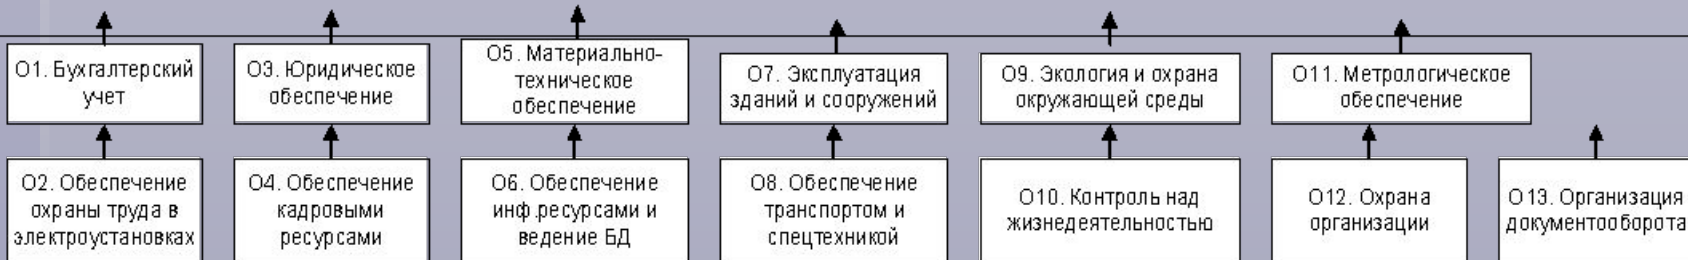 О1. Бухгалтерский
учет
О3. Юридическое
обеспечение
О5. Материально-
техническое
обеспечение
О7. Эксплуатация
зданий и сооружений
О9. Экология и охрана
окружающей среды
О11. Метрологическое
обеспечение
О2. Обеспечение
охраны труда в
электроустановках
О4. Обеспечение
кадровыми
ресурсами
О6. Обеспечение
инф.ресурсами и
ведение БД
О8. Обеспечение
транспортом и
спецтехникой
О10. Контроль над
жизнедеятельностью
О12. Охрана
организации
О13. Организация
документооборота